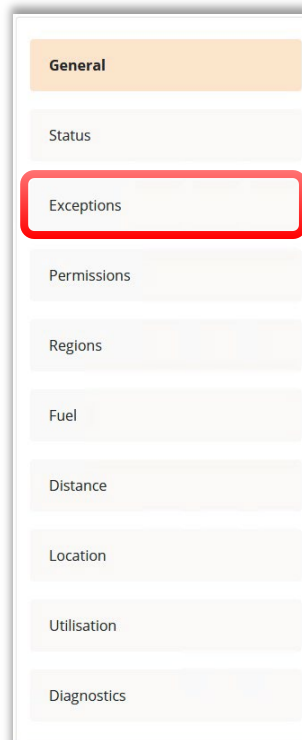 General
Status
Exceptions
Permissions
Regions
Fuel
Distance
Location
Utilisation
Diagnostics